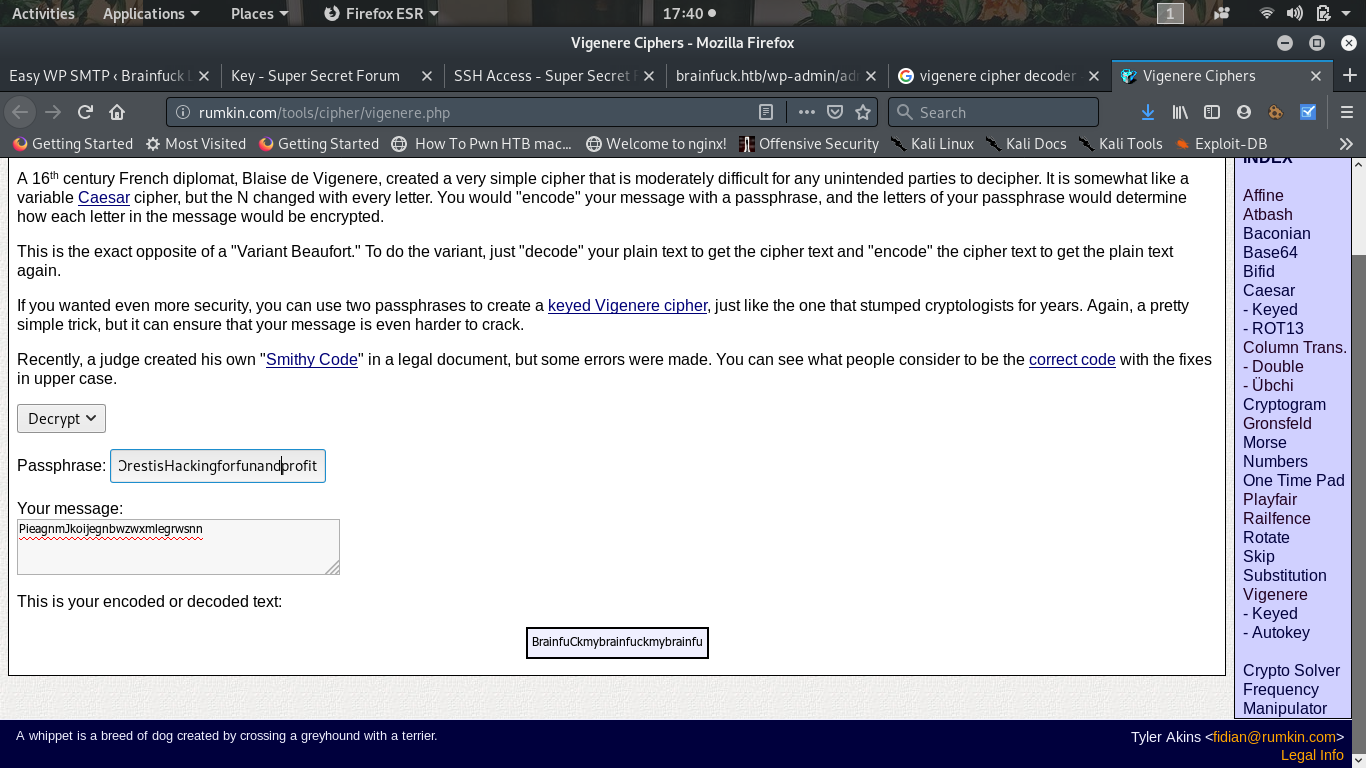 Activities Applications Places Firefox ESR 17:40 1
Vigenere Ciphers - Mozilla Firefox
Easy WP SMTP ‹ Brainfuck Key - Super Secret Forum SSH Access - Super Secret brainfuck.htb/wp-admin/ad vigenere cipher decoder Vigenere Ciphers
rumkin.com/tools/cipher/vigenere.php Search
Getting Started Most Visited Getting Started How To Pwn HTB mac... Welcome to nginx! Offensive Security Kali Linux Kali Docs Kali Tools Exploit-DB
A 16th century French diplomat, Blaise de Vigenere, created a very simple cipher that is moderately difficult for any unintended parties to decipher. It is somewhat like a
variable Caesar cipher, but the N changed with every letter. You would "encode" your message with a passphrase, and the letters of your passphrase would determine
how each letter in the message would be encrypted.
This is the exact opposite of a "Variant Beaufort." To do the variant, just "decode" your plain text to get the cipher text and "encode" the cipher text to get the plain text
again.
If you wanted even more security, you can use two passphrases to create a keyed Vigenere cipher, just like the one that stumped cryptologists for years. Again, a pretty
simple trick, but it can ensure that your message is even harder to crack.
Recently, a judge created his own "Smithy Code" in a legal document, but some errors were made. You can see what people consider to be the correct code with the fixes
in upper case.
Decrypt
Passphrase: OrestisHackingforfunandprofit
Your message:
PieagnmJkoijegnbwzwxmlegrwsnn
This is your encoded or decoded text:
BrainfuCkmybrainfuckmybrainfu
INDEX
Affine
Atbash
Baconian
Base64
Bifid
Caesar
- Keyed
- ROT13
Column Trans.
- Double
- Übchi
Cryptogram
Gronsfeld
Morse
Numbers
One Time Pad
Playfair
Railfence
Rotate
Skip
Substitution
Vigenere
- Keyed
- Autokey
Crypto Solver
Frequency
Manipulator
A whippet is a breed of dog created by crossing a greyhound with a terrier.
Tyler Akins <fidian@rumkin.com>
Legal Info